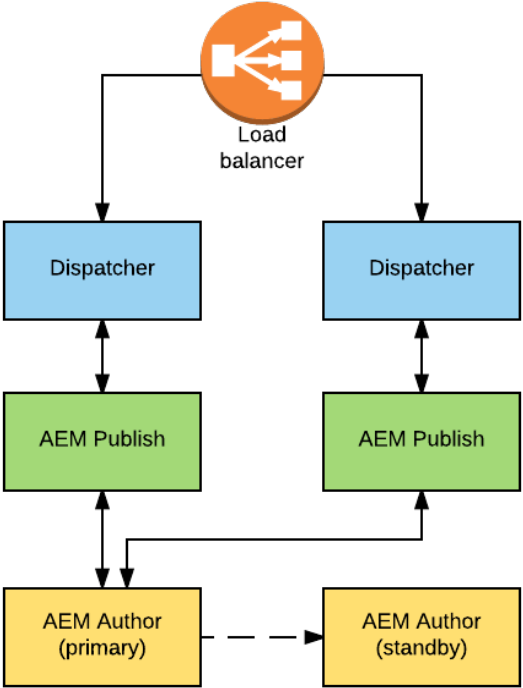 Load
balancer
Dispatcher
Dispatcher
AEM Publish
AEM Publish
AEM Author
(primary)
AEM Author
(standby)